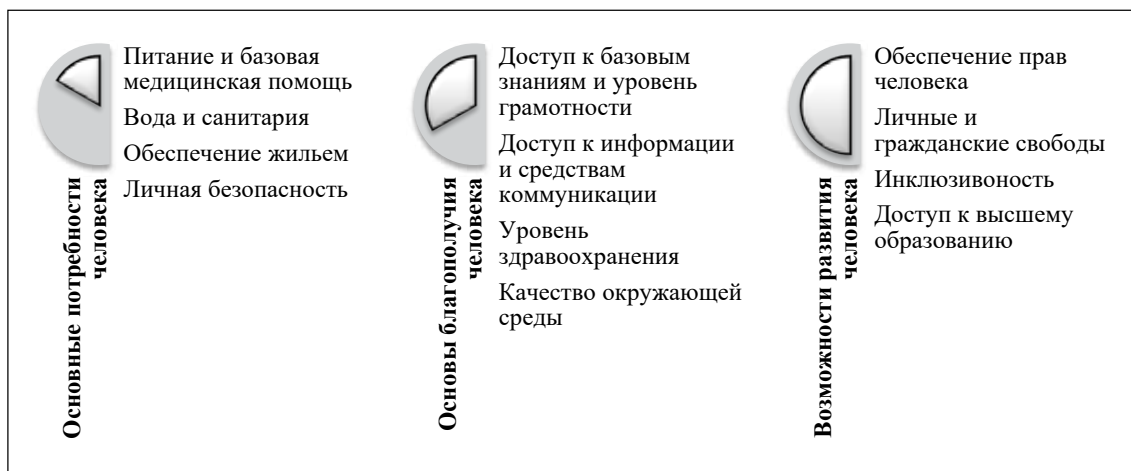 Питание и базовая
медицинская помощь
Вода и санитария
Обеспечение жильем
Личная безопасность
Основные потребности
человека
Доступ к базовым
знаниям и уровень
грамотности
Доступ к информации
и средствам
коммуникации
Уровень
здравоохранения
Качество окружающей
среды
Основы благополучия
человека
Обеспечение прав
человека
Личные и
гражданские свободы
Инклюзивоность
Доступ к высшему
образованию
Возможности развития
человека